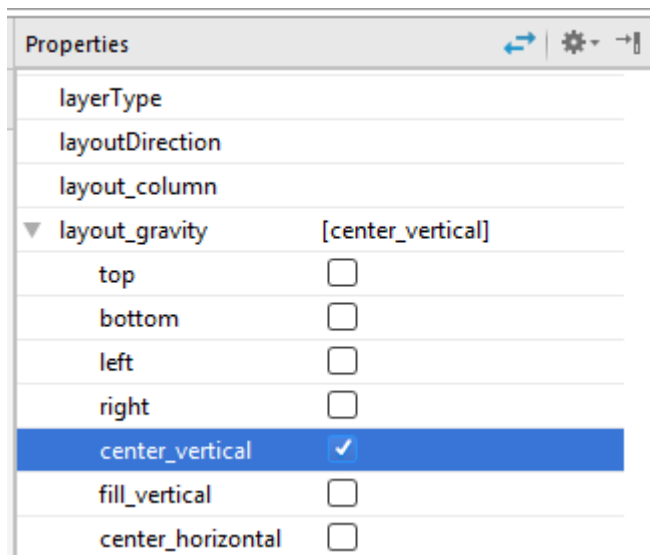 Properties
layerType
layoutDirection
layout_column
layout_gravity [center_vertical]
top
bottom
left
right
center_vertical
fill_vertical
center_horizontal